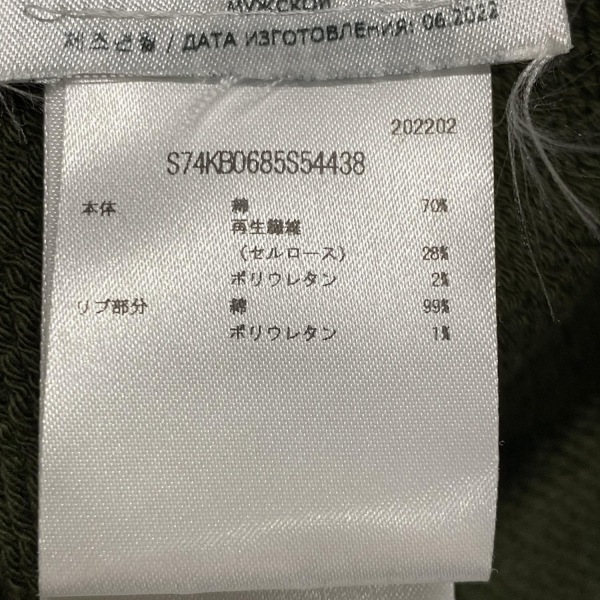 МУЖСКОЙ
제조년월 / ДАТА ИЗГОТОВЛЕНИЯ: 06.2022
202202
S74KB0685S54438
本体 綿 70%
再生繊維
(セルロース) 28%
ポリウレタン 2%
リブ部分 綿 99%
ポリウレタン 1%